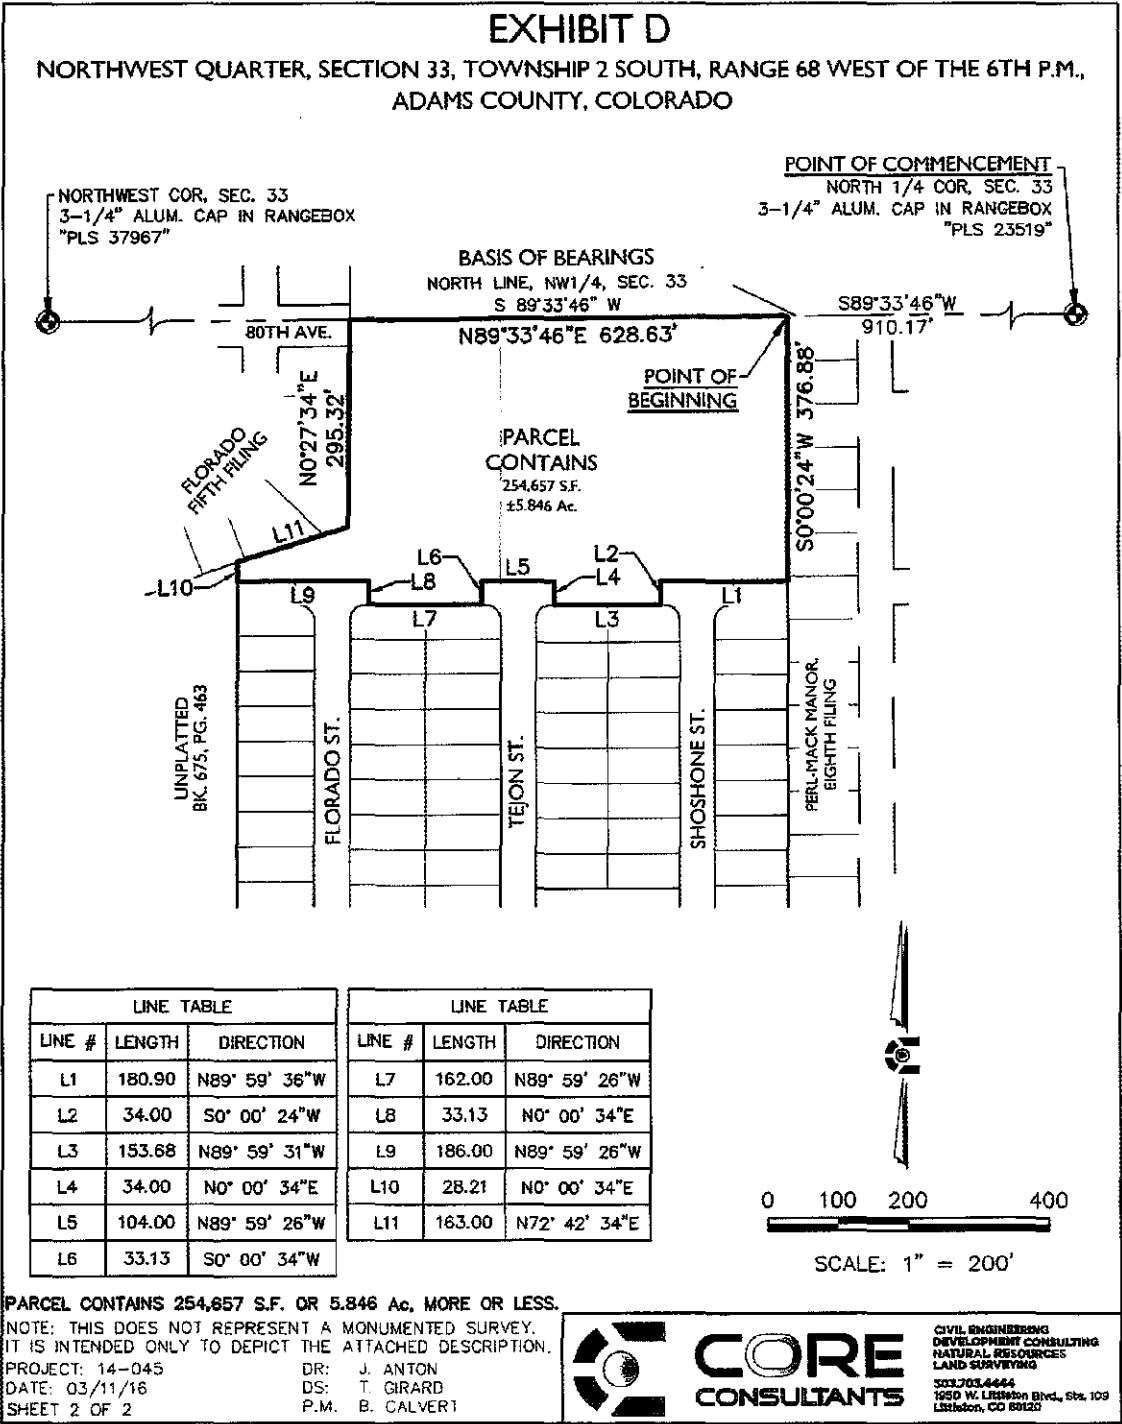 EXHIBIT D
NORTHWEST QUARTER, SECTION 33, TOWNSHIP 2 SOUTH, RANGE 68 WEST OF THE 6TH P.M.,
ADAMS COUNTY, COLORADO
POINT OF COMMENCEMENT
NORTH 1/4 COR, SEC. 33
3-1/4" ALUM. CAP IN RANGEBOX
"PLS 23519"
NORTHWEST COR, SEC. 33
3-1/4" ALUM. CAP IN RANGEBOX
"PLS 37967"
BASIS OF BEARINGS
NORTH LINE, NW1/4, SEC. 33
S 89°33'46" W
S89°33'46"W
910.17'
80TH AVE.
N89°33'46"E 628.63'
POINT OF
BEGINNING
N0°27'34"E
295.32'
S0°00'24"W 376.88'
PARCEL
CONTAINS
254,657 S.F.
±5.846 Ac.
FLORADO
FIFTH FILING
L11
L10
L9
L8
L7
L6
L5
L4
L3
L2
L1
UNPLATTED
BK. 675, PG. 463
FLORADO ST.
TEJON ST.
SHOSHONE ST.
PERL-MACK MANOR,
EIGHTH FILING
LINE TABLE
LINE # LENGTH DIRECTION
L1 180.90 N89° 59' 36"W
L2 34.00 S0° 00' 24"W
L3 153.68 N89° 59' 31"W
L4 34.00 N0° 00' 34"E
L5 104.00 N89° 59' 26"W
L6 33.13 S0° 00' 34"W
LINE TABLE
LINE # LENGTH DIRECTION
L7 162.00 N89° 59' 26"W
L8 33.13 N0° 00' 34"E
L9 186.00 N89° 59' 26"W
L10 28.21 N0° 00' 34"E
L11 163.00 N72° 42' 34"E
0 100 200 400
SCALE: 1" = 200'
PARCEL CONTAINS 254,657 S.F. OR 5.846 Ac, MORE OR LESS.
NOTE: THIS DOES NOT REPRESENT A MONUMENTED SURVEY.
IT IS INTENDED ONLY TO DEPICT THE ATTACHED DESCRIPTION.
PROJECT: 14-045 DR: J. ANTON
DATE: 03/11/16 DS: T. GIRARD
SHEET 2 OF 2 P.M. B. CALVERT
CORE
CONSULTANTS
CIVIL ENGINEERING
DEVELOPMENT CONSULTING
NATURAL RESOURCES
LAND SURVEYING
303.703.4444
1950 W. Littleton Blvd., Ste. 109
Littleton, CO 80120